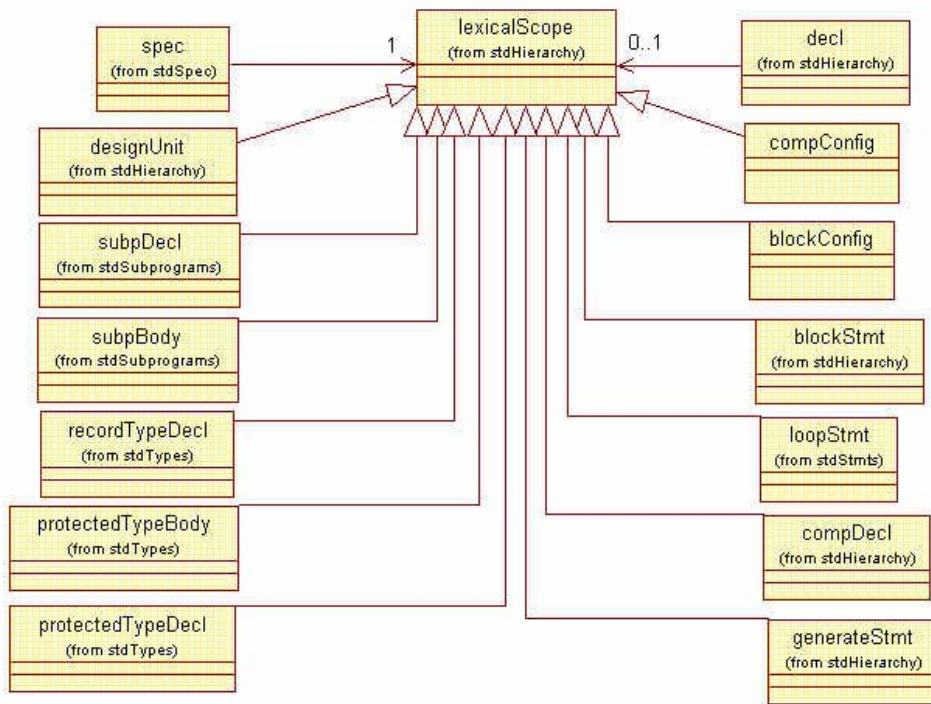 lexicalScope
(from stdHierarchy)
spec
(from stdSpec)
1
0..1
decl
(from stdHierarchy)
designUnit
(from stdHierarchy)
compConfig
subpDecl
(from stdSubprograms)
blockConfig
subpBody
(from stdSubprograms)
blockStmt
(from stdHierarchy)
recordTypeDecl
(from stdTypes)
loopStmt
(from stdStmts)
protectedTypeBody
(from stdTypes)
compDecl
(from stdHierarchy)
protectedTypeDecl
(from stdTypes)
generateStmt
(from stdHierarchy)